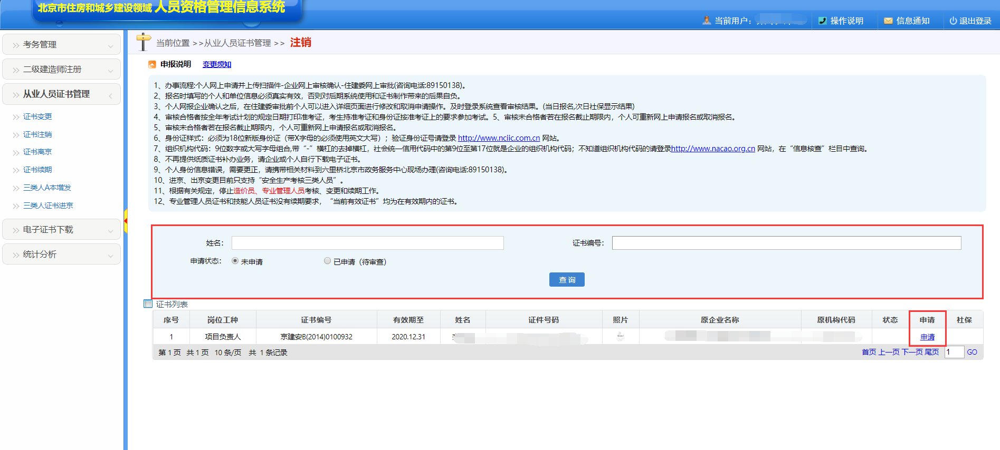 北京市住房和城乡建设领域 人员资格管理信息系统
当前用户： 操作说明 信息通知 退出登录
考务管理
二级建造师注册
从业人员证书管理
证书变更
证书注销
证书离京
证书续期
三类人A本增发
三类人证书进京
电子证书下载
统计分析
当前位置 >>从业人员证书管理 >> 注销
申报说明 变更须知
1、办事流程:个人网上申请并上传扫描件-企业网上审核确认-住建委网上审批(咨询电话:89150138)。
2、报名时填写的个人和单位信息必须真实有效，否则对后期系统使用和证书制作带来的后果自负。
3、个人网报企业确认之后，在住建委审批前个人可以进入详细页面进行修改和取消申请操作。及时登录系统查看审核结果。(当日报名,次日社保显示结果)
4、审核合格者按全年考试计划的规定日期打印准考证，考生持准考证和身份证按准考证上的要求参加考试。5、审核未合格者若在报名截止期限内，个人可重新网上申请报名或取消报名。
5、审核未合格者若在报名截止期限内，个人可重新网上申请报名或取消报名。
6、身份证样式：必须为18位新版身份证（带X字母的必须使用英文大写）；验证身份证号请登录 http://www.nciic.com.cn 网站。
7、组织机构代码：9位数字或大写字母组合,带“-”横杠的去掉横杠，社会统一信用代码中的第9位至第17位就是企业的组织机构代码；不知道组织机构代码的请登录http://www.nacao.org.cn 网站，在“信息核查”栏目中查询。
8、不再提供纸质证书补办业务，请企业或个人自行下载电子证书。
9、个人身份信息错误，需要更正，请携带相关材料到六里桥北京市政务服务中心现场办理(咨询电话:89150138)。
10、进京、出京变更目前只支持“安全生产考核三类人员”。
11、根据有关规定，停止造价员、专业管理人员考核、变更和续期工作。
12、专业管理人员证书和技能人员证书没有续期要求，“当前有效证书”均为在有效期内的证书。
姓名： 证书编号：
申请状态： 未申请 已申请（待审查）
查 询
证书列表
序号 岗位工种 证书编号 有效期至 姓名 证件号码 照片 原企业名称 原机构代码 状态 申请 社保
1 项目负责人 京建安B(2014)0100932 2020.12.31 申请
第 1 页 共 1 页 10 条/页 共 1 条记录 首页 上一页 下一页 尾页 1 GO